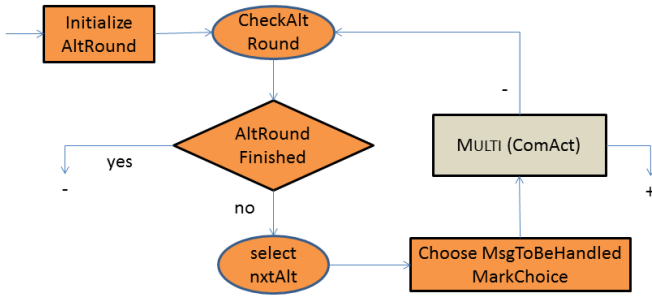 Initialize
AltRound
CheckAlt
Round
-
AltRound
Finished
yes
-
no
MULTI (ComAct)
+
select
nxtAlt
Choose MsgToBeHandled
MarkChoice